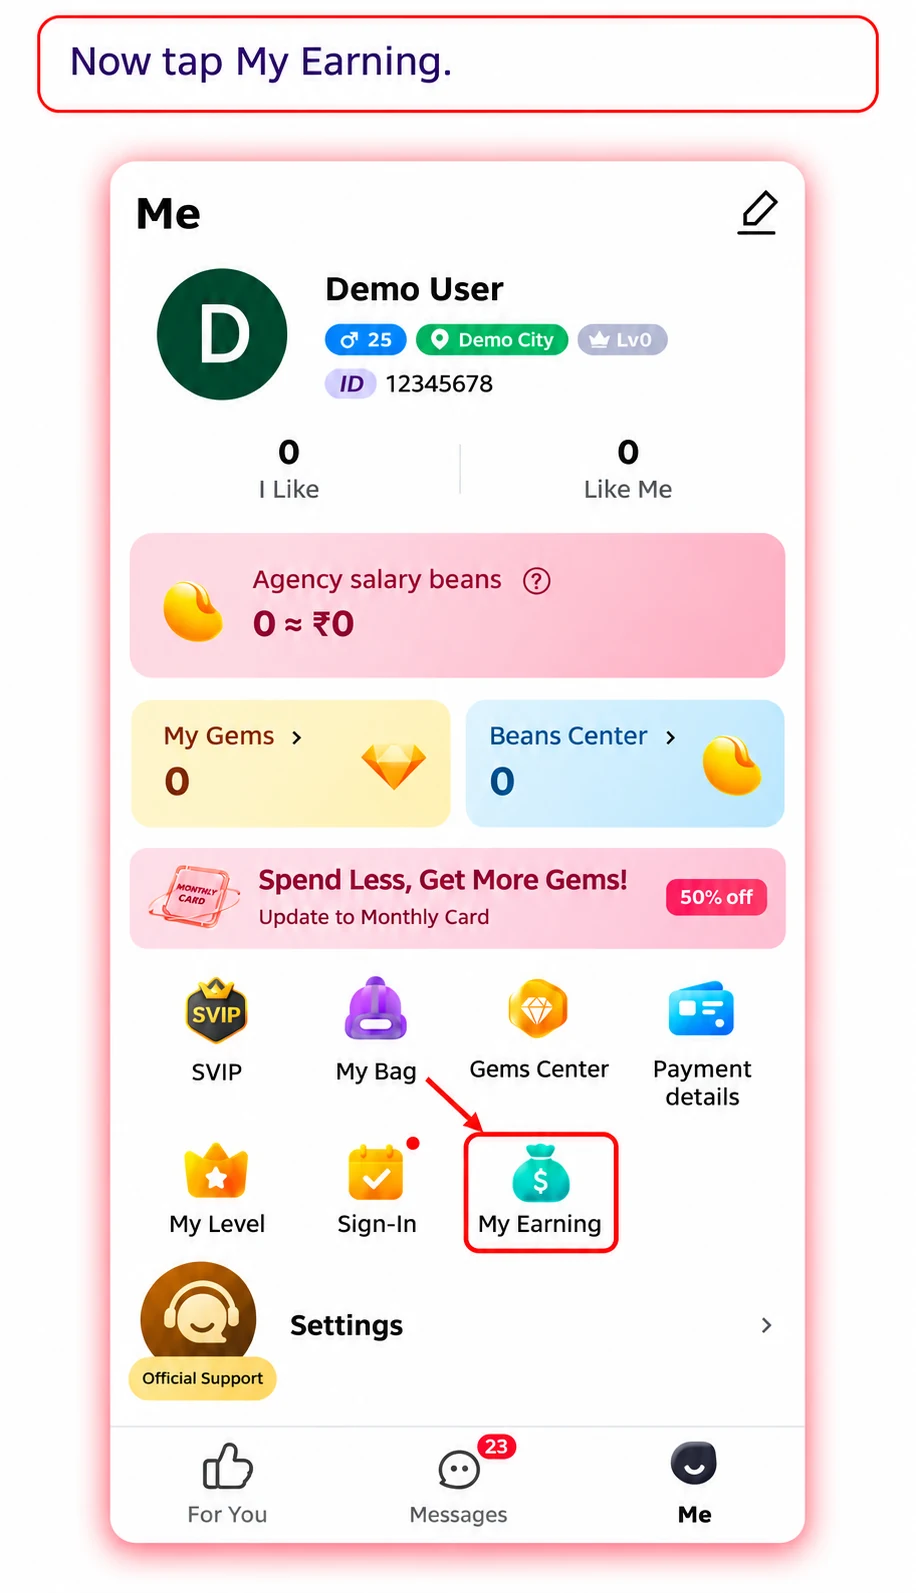 Now tap My Earning.
Me
D
Demo User
25 Demo City Lv0
ID 12345678
0 0
I Like Like Me
Agency salary beans ?
0 ≈ ₹0
My Gems > Beans Center >
0 0
MONTHLY CARD
Spend Less, Get More Gems!
Update to Monthly Card
50% off
SVIP
SVIP My Bag Gems Center Payment details
$
My Level Sign-In My Earning
Settings >
Official Support
23
For You Messages Me